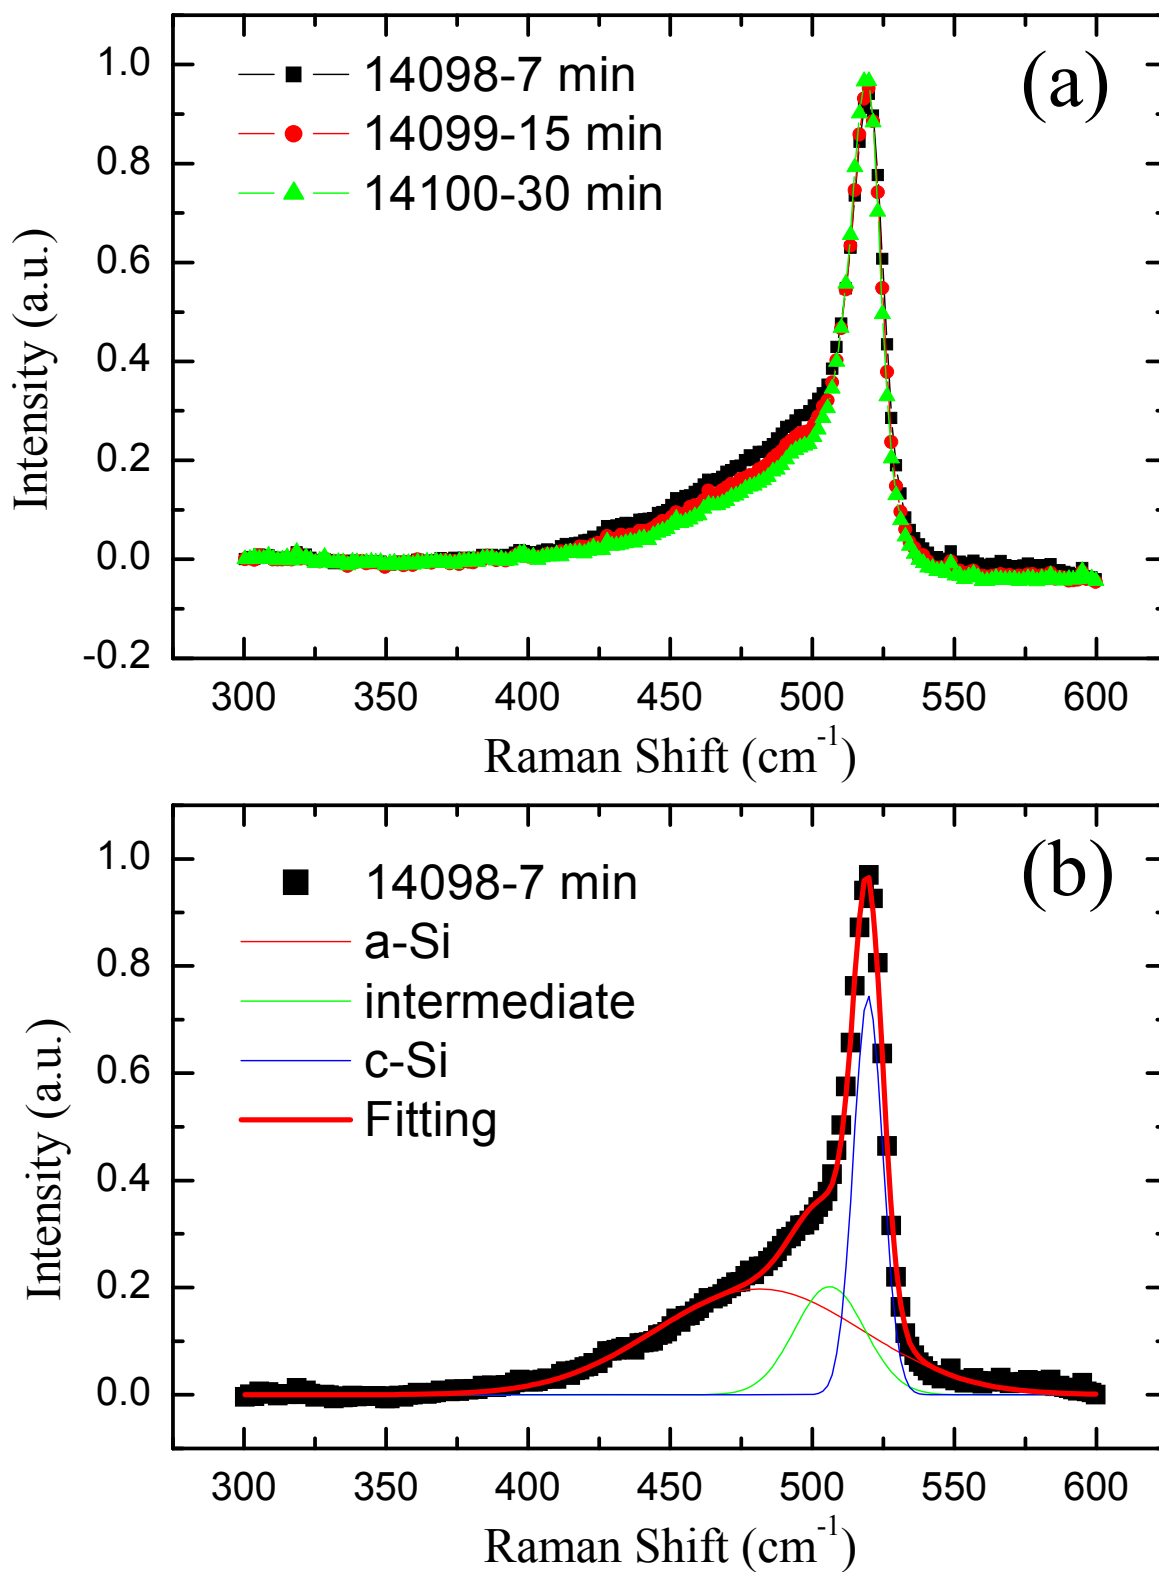 (a)
14098-7 min
14099-15 min
14100-30 min
1.0
0.8
0.6
0.4
0.2
0.0
-0.2
Intensity (a.u.)
300 350 400 450 500 550 600
Raman Shift (cm⁻¹)
(b)
14098-7 min
a-Si
intermediate
c-Si
Fitting
1.0
0.8
0.6
0.4
0.2
0.0
Intensity (a.u.)
300 350 400 450 500 550 600
Raman Shift (cm⁻¹)